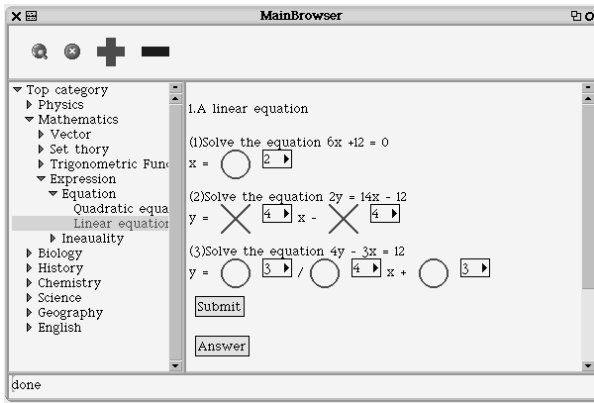 MainBrowser
Top category
Physics
Mathematics
Vector
Set thory
Trigonometric Func
Expression
Equation
Quadratic equa
Linear equation
Ineauality
Biology
History
Chemistry
Science
Geography
English
1.A linear equation
(1)Solve the equation 6x +12 = 0
x = 2
(2)Solve the equation 2y = 14x - 12
y = 4 x - 4
(3)Solve the equation 4y - 3x = 12
y = 3 / 4 x + 3
Submit
Answer
done